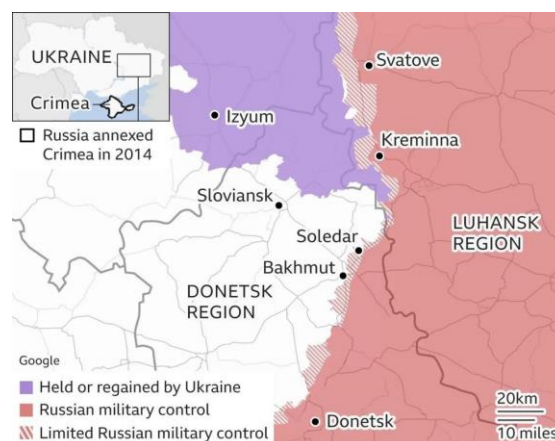 UKRAINE
Crimea
Russia annexed
Crimea in 2014
Svatove
Izyum
Kreminna
Sloviansk
Soledar
LUHANSK
REGION
Bakhmut
DONETSK
REGION
Google
Held or regained by Ukraine
Russian military control
Limited Russian military control
Donetsk
20km
10 miles